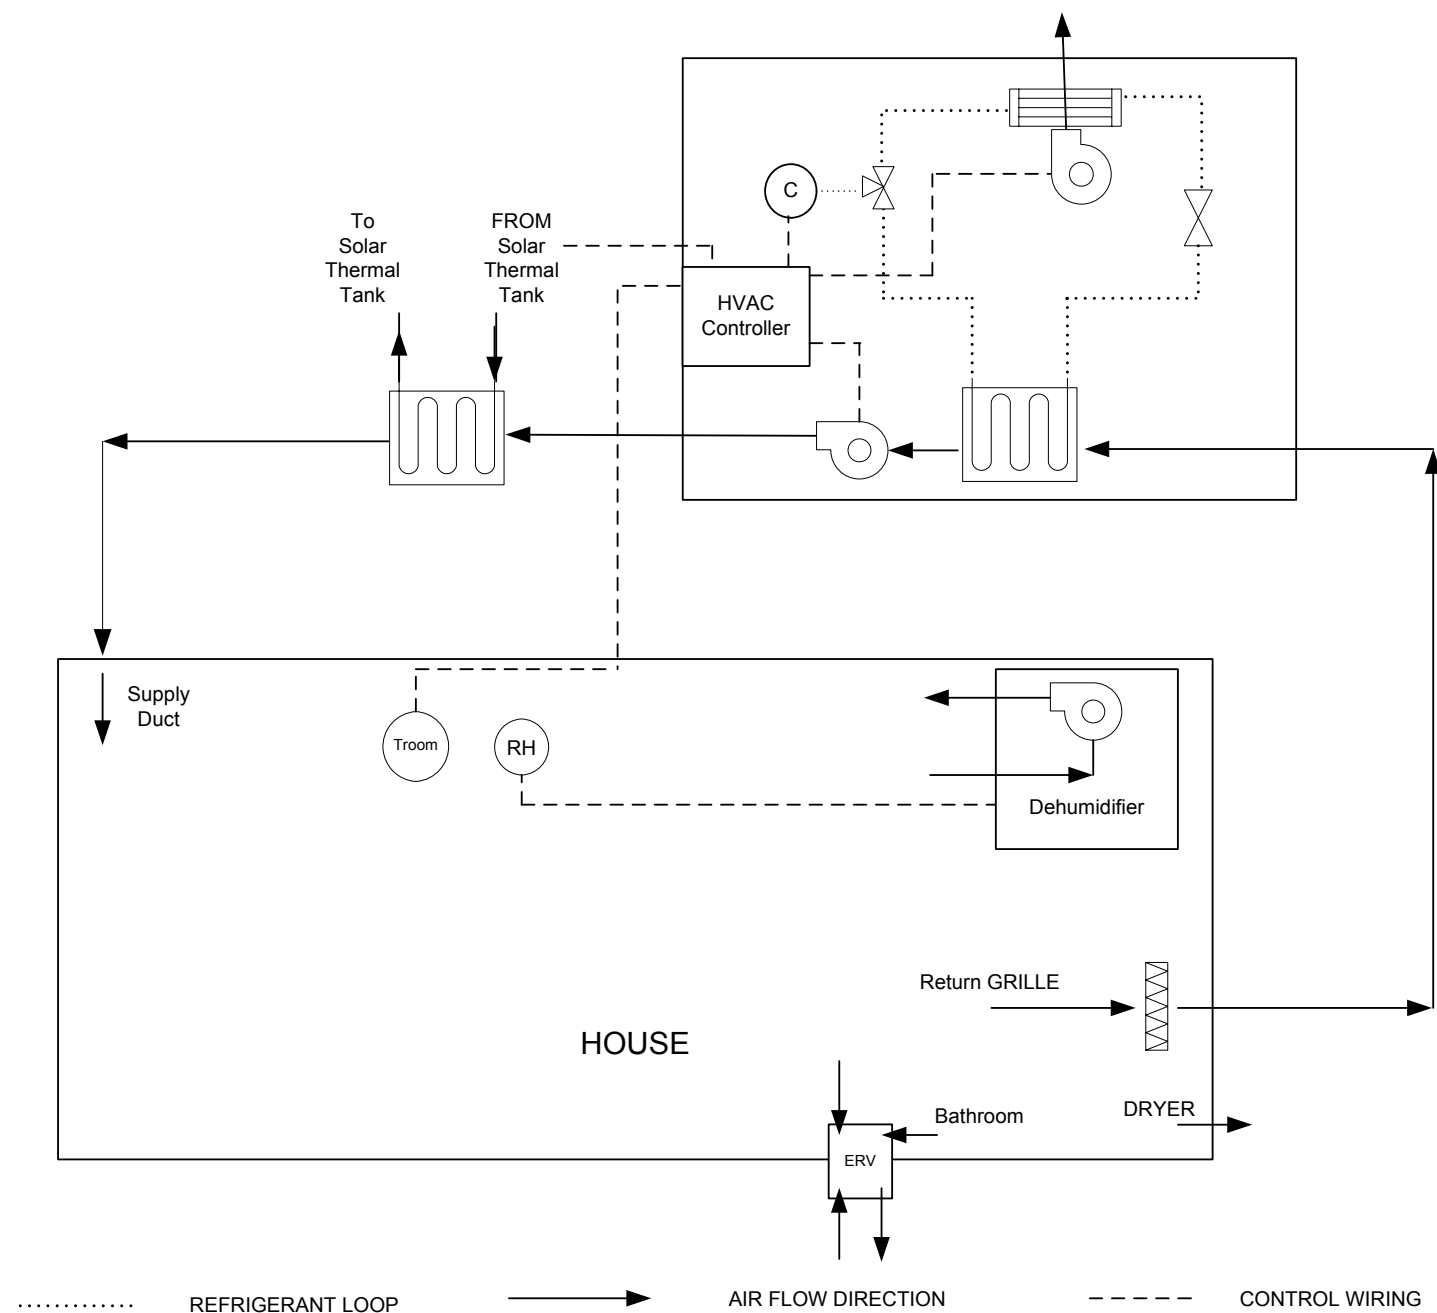 C
To
Solar
Thermal
Tank
FROM
Solar
Thermal
Tank
HVAC
Controller
Supply
Duct
Troom
RH
Dehumidifier
Return GRILLE
HOUSE
Bathroom
DRYER
ERV
REFRIGERANT LOOP
AIR FLOW DIRECTION
CONTROL WIRING